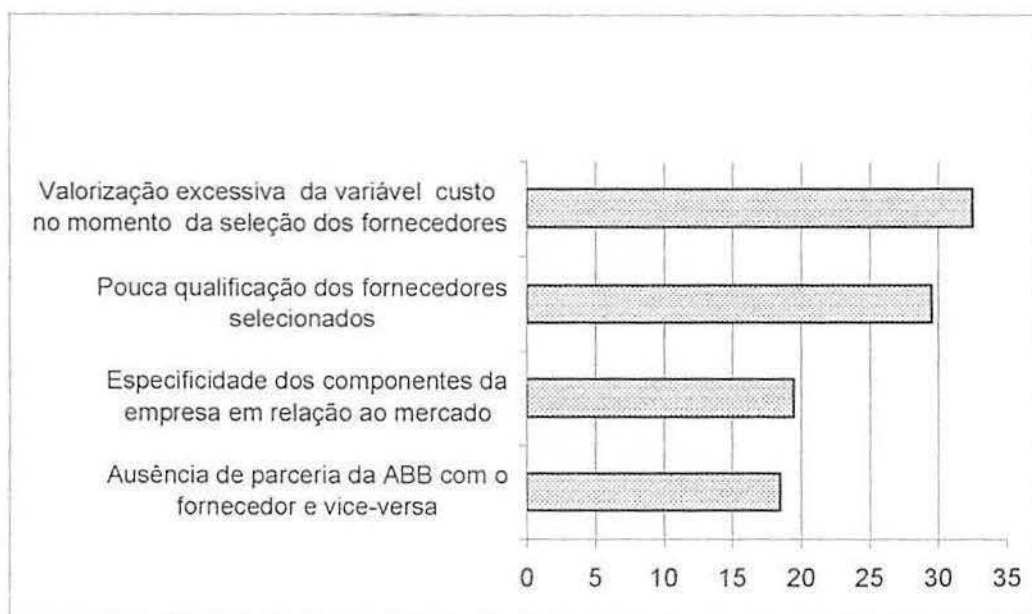 Valorização excessiva da variável custo
no momento da seleção dos fornecedores
Pouca qualificação dos fornecedores
selecionados
Especificidade dos componentes da
empresa em relação ao mercado
Ausência de parceria da ABB com o
fornecedor e vice-versa
0 5 10 15 20 25 30 35